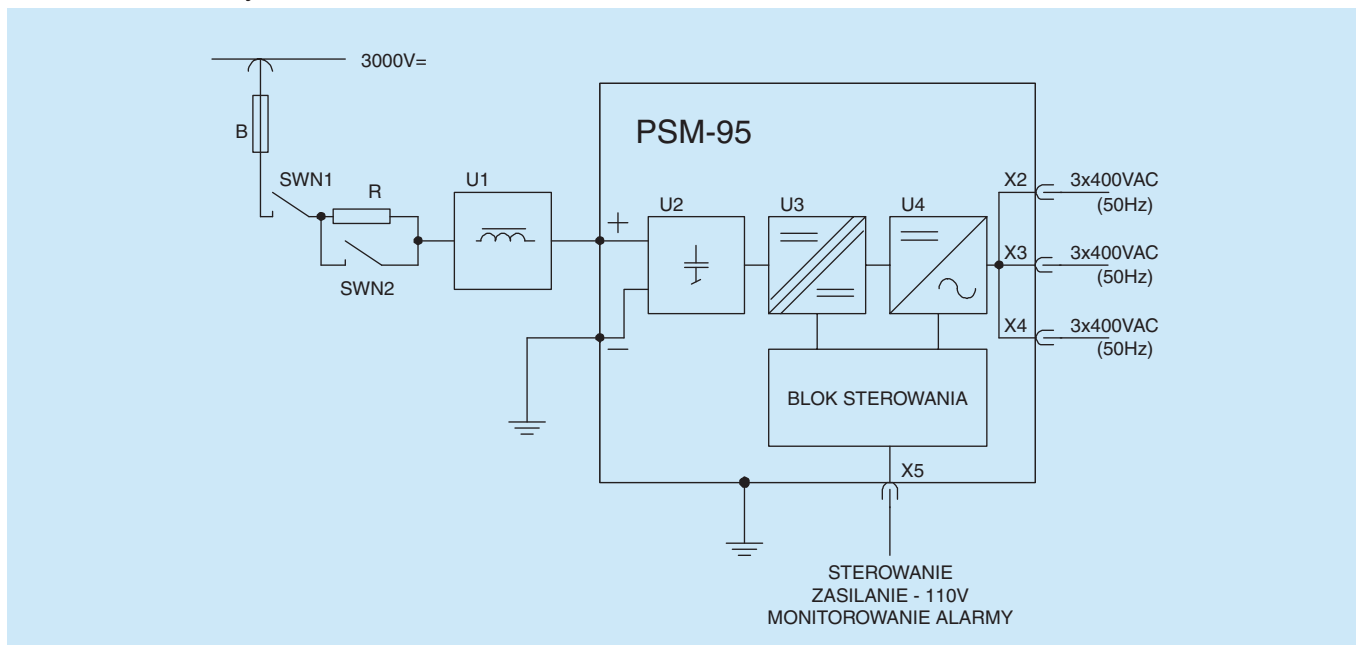 3000V=
B
PSM-95
SWN1
R
U1
SWN2
U2
U3
U4
X2
3x400VAC
(50Hz)
X3
3x400VAC
(50Hz)
X4
3x400VAC
(50Hz)
+
–
BLOK STEROWANIA
X5
STEROWANIE
ZASILANIE - 110V
MONITOROWANIE ALARMY